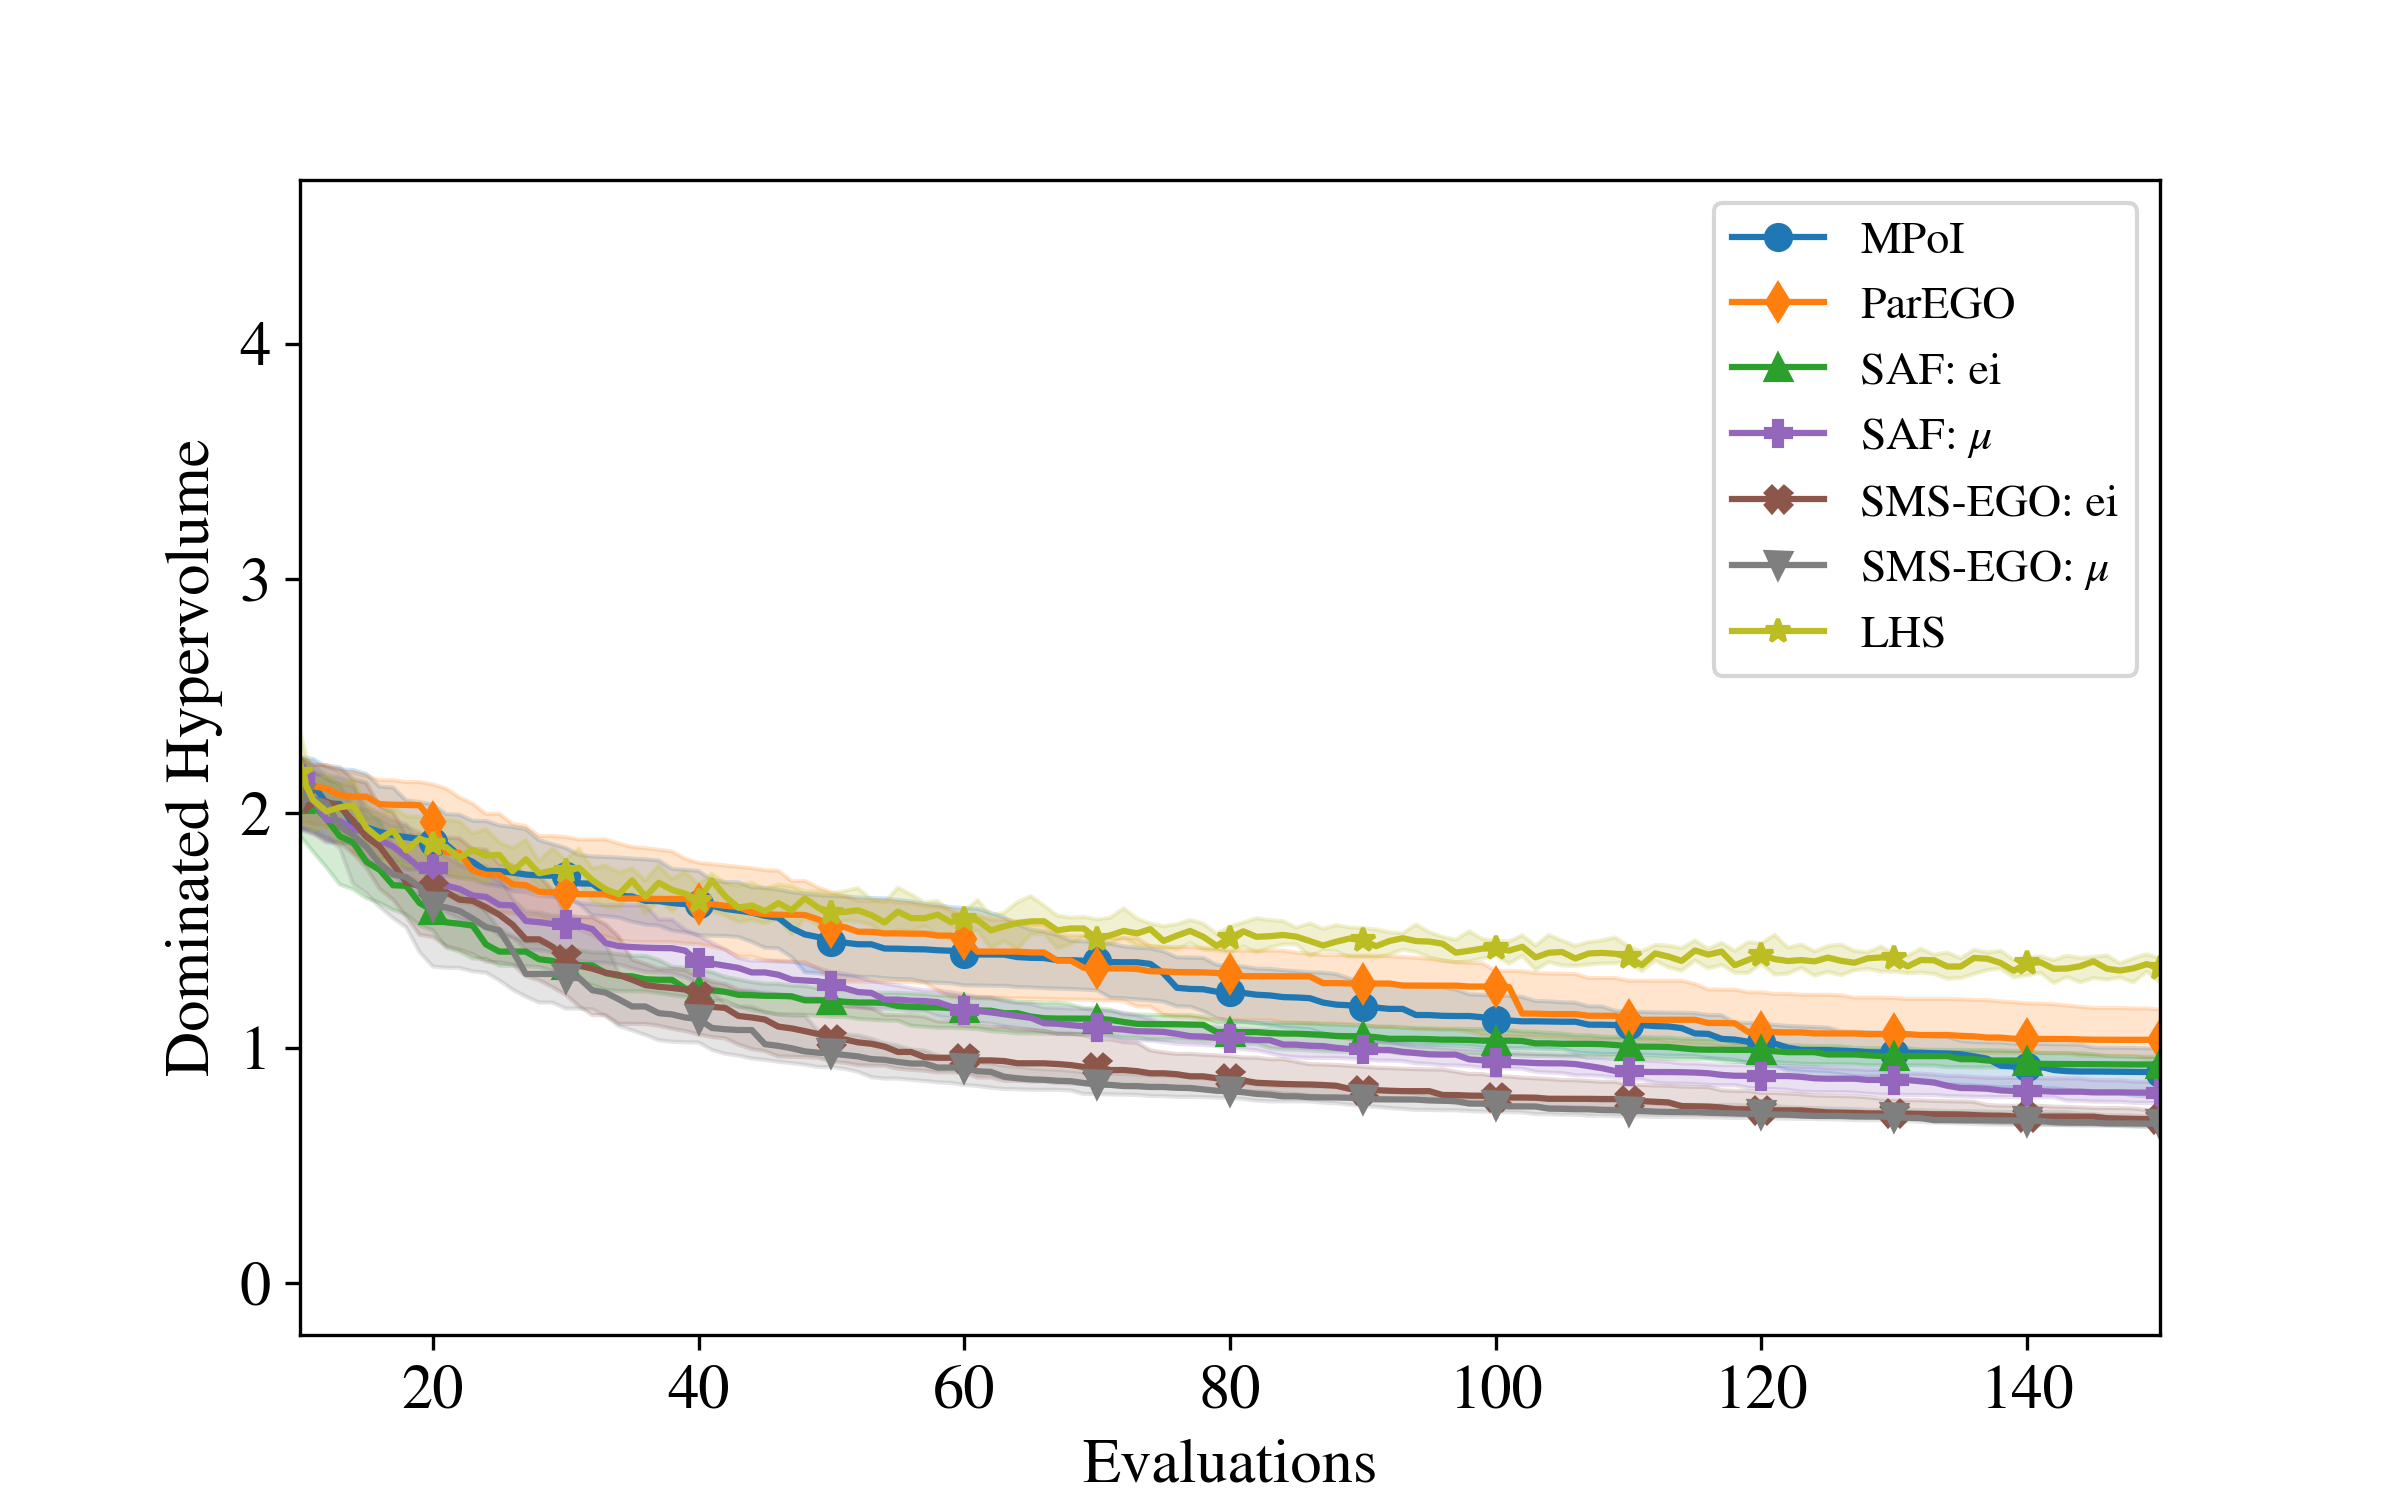 MPoI
ParEGO
SAF: ei
SAF: μ
SMS-EGO: ei
SMS-EGO: μ
LHS
Dominated Hypervolume
4
3
2
1
0
20 40 60 80 100 120 140
Evaluations